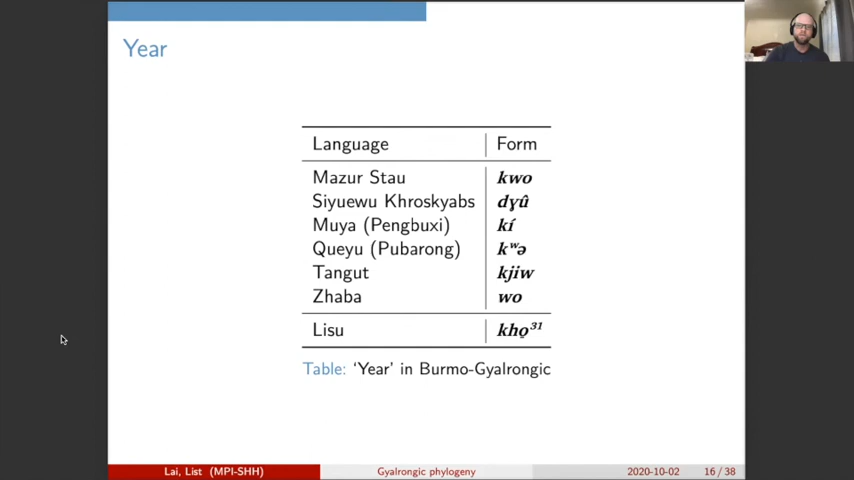 Year
Language Form
Mazur Stau kwo
Siyuewu Khroskyabs dɣû
Muya (Pengbuxi) kí
Queyu (Pubarong) kʷə
Tangut kjiw
Zhaba wo
Lisu kho̠³¹
Table: ‘Year’ in Burmo-Gyalrongic
Lai, List (MPI-SHH) Gyalrongic phylogeny 2020-10-02 16 / 38